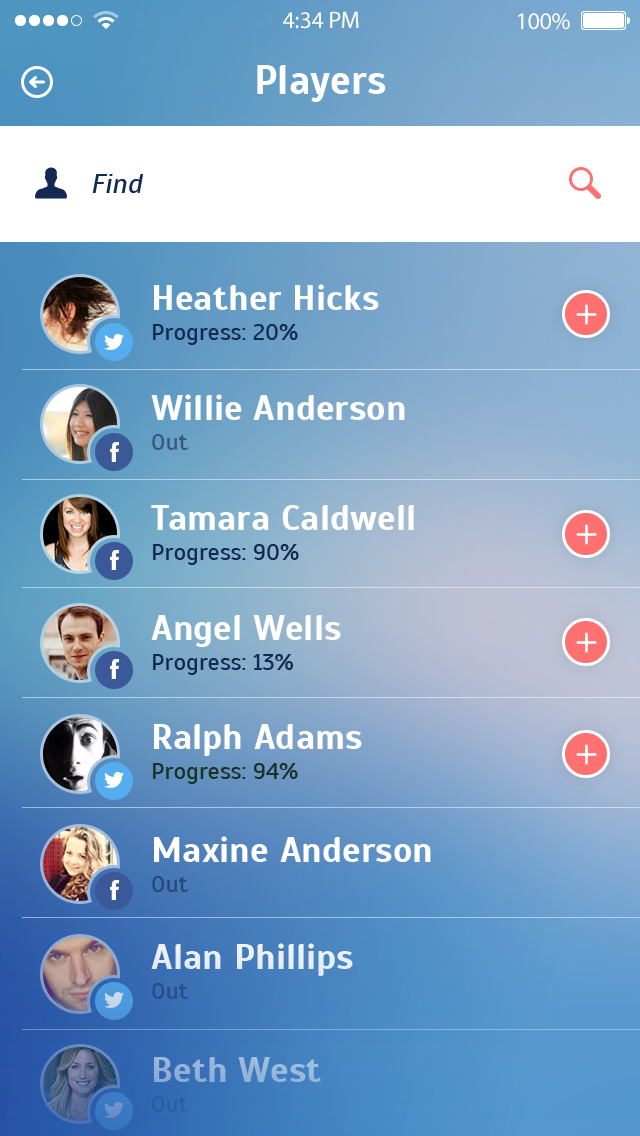 4:34 PM
100%
Players
Find
Heather Hicks
Progress: 20%
Willie Anderson
Out
Tamara Caldwell
Progress: 90%
Angel Wells
Progress: 13%
Ralph Adams
Progress: 94%
Maxine Anderson
Out
Alan Phillips
Out
Beth West
Out